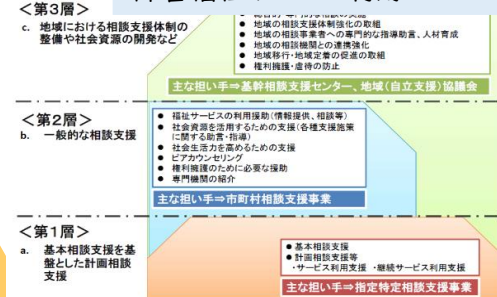 ＜第3層＞
c. 地域における相談支援体制の
整備や社会資源の開発など
● 地域の相談支援体制強化の取組
● 地域の相談事業者への専門的な指導助言、人材育成
● 地域の相談機関との連携強化
● 地域移行・地域定着の促進の取組
● 権利擁護・虐待の防止
主な担い手⇒基幹相談支援センター、地域（自立支援）協議会
＜第2層＞
b. 一般的な相談支援
● 福祉サービスの利用援助（情報提供、相談等）
● 社会資源を活用するための支援（各種支援施策
に関する助言・指導）
● 社会生活力を高めるための支援
● ピアカウンセリング
● 権利擁護のために必要な援助
● 専門機関の紹介
主な担い手⇒市町村相談支援事業
＜第1層＞
a. 基本相談支援を基
盤とした計画相談
支援
● 基本相談支援
● 計画相談支援等
・サービス利用支援 ・継続サービス利用支援
主な担い手⇒指定特定相談支援事業